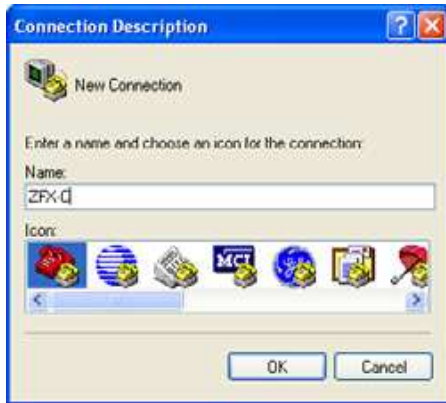 Connection Description
New Connection
Enter a name and choose an icon for the connection:
Name:
ZFX-C
Icon:
MCI
OK
Cancel